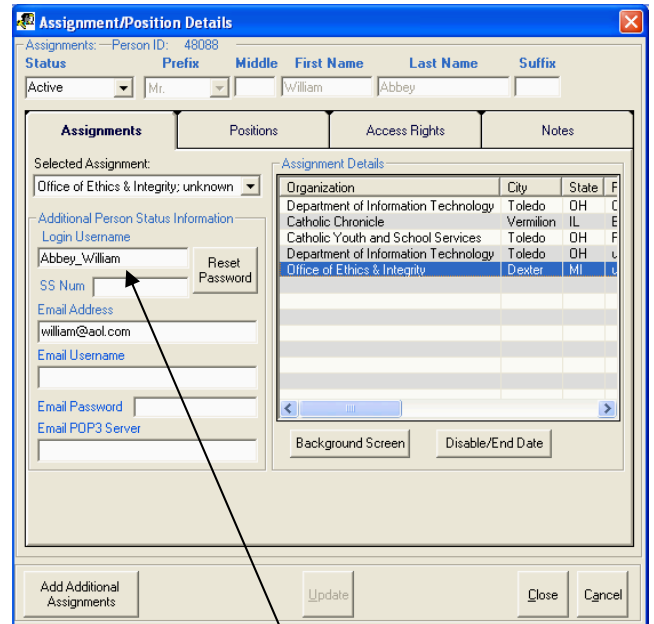 Assignment/Position Details
Assignments: Person ID: 48088
Status Prefix Middle First Name Last Name Suffix
Active Mr. William Abbey
Assignments Positions Access Rights Notes
Selected Assignment:
Office of Ethics & Integrity; unknown
Additional Person Status Information
Login Username
Abbey_William
Reset Password
SS Num
Email Address
william@aol.com
Email Username
Email Password
Email POP3 Server
Assignment Details
Organization City State F
Department of Information Technology Toledo OH C
Catholic Chronicle Vermilion IL E
Catholic Youth and School Services Toledo OH F
Department of Information Technology Toledo OH u
Office of Ethics & Integrity Dexter MI u
Background Screen Disable/End Date
Add Additional
Assignments
Update Close Cancel